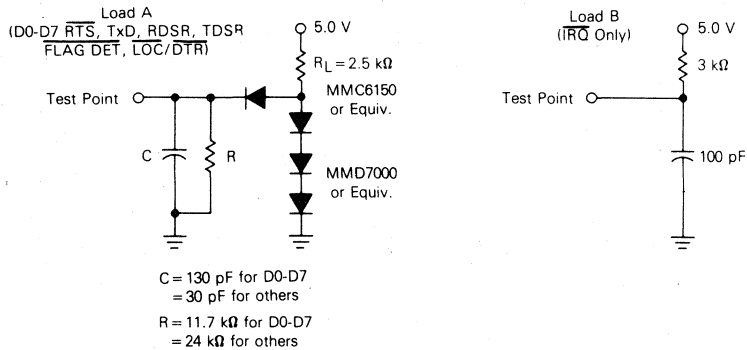 Load A
(D0-D7 RTS, TxD, RDSR, TDSR
FLAG DET, LOC/DTR)
5.0 V
RL = 2.5 kΩ
MMC6150
or Equiv.
Test Point
C
R
MMD7000
or Equiv.
C = 130 pF for D0-D7
= 30 pF for others
R = 11.7 kΩ for D0-D7
= 24 kΩ for others
Load B
(IRQ Only)
5.0 V
3 kΩ
Test Point
100 pF